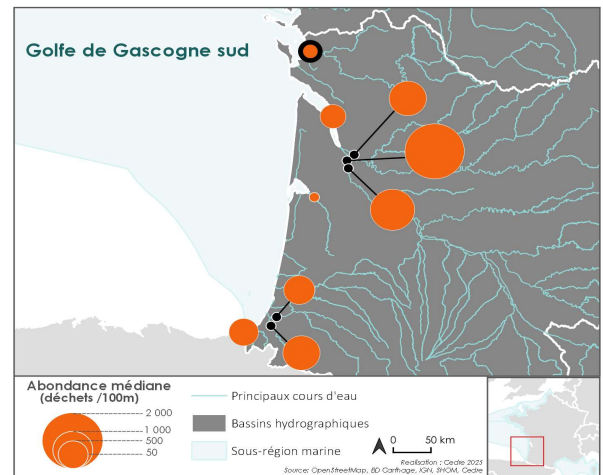 Golfe de Gascogne sud
Abondance médiane
(déchets /100m)
2 000
1 000
500
50
Principaux cours d'eau
Bassins hydrographiques
Sous-région marine
0 50 km
Réalisation : Cedre 2023
Source: OpenStreetMap, BD Carthage, IGN, SHOM, Cedre